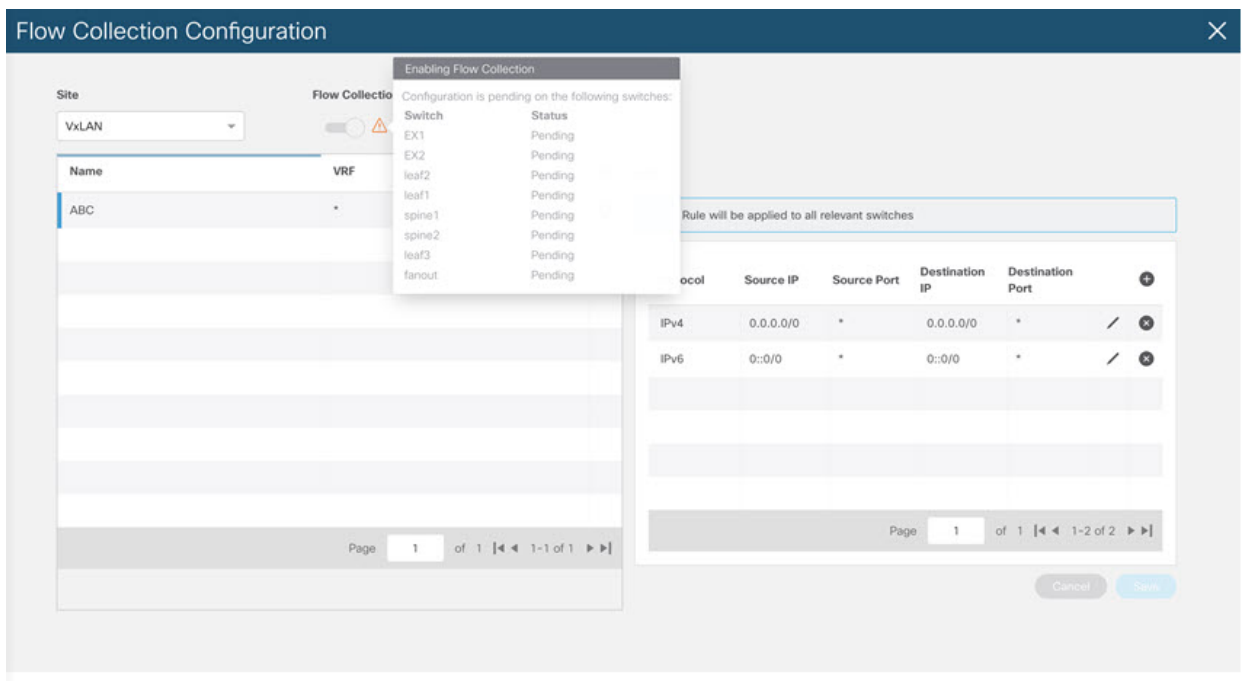 Flow Collection Configuration
Enabling Flow Collection
Site
Flow Collectio
Configuration is pending on the following switches:
VxLAN
Switch Status
EX1 Pending
EX2 Pending
leaf2 Pending
leaf1 Pending
spine1 Pending
spine2 Pending
leaf3 Pending
fanout Pending
Name VRF
ABC *
Page 1 of 1 1-1 of 1
Rule will be applied to all relevant switches
ocol Source IP Source Port Destination IP Destination Port
IPv4 0.0.0.0/0 * 0.0.0.0/0 *
IPv6 0::0/0 * 0::0/0 *
Page 1 of 1 1-2 of 2
Cancel Save